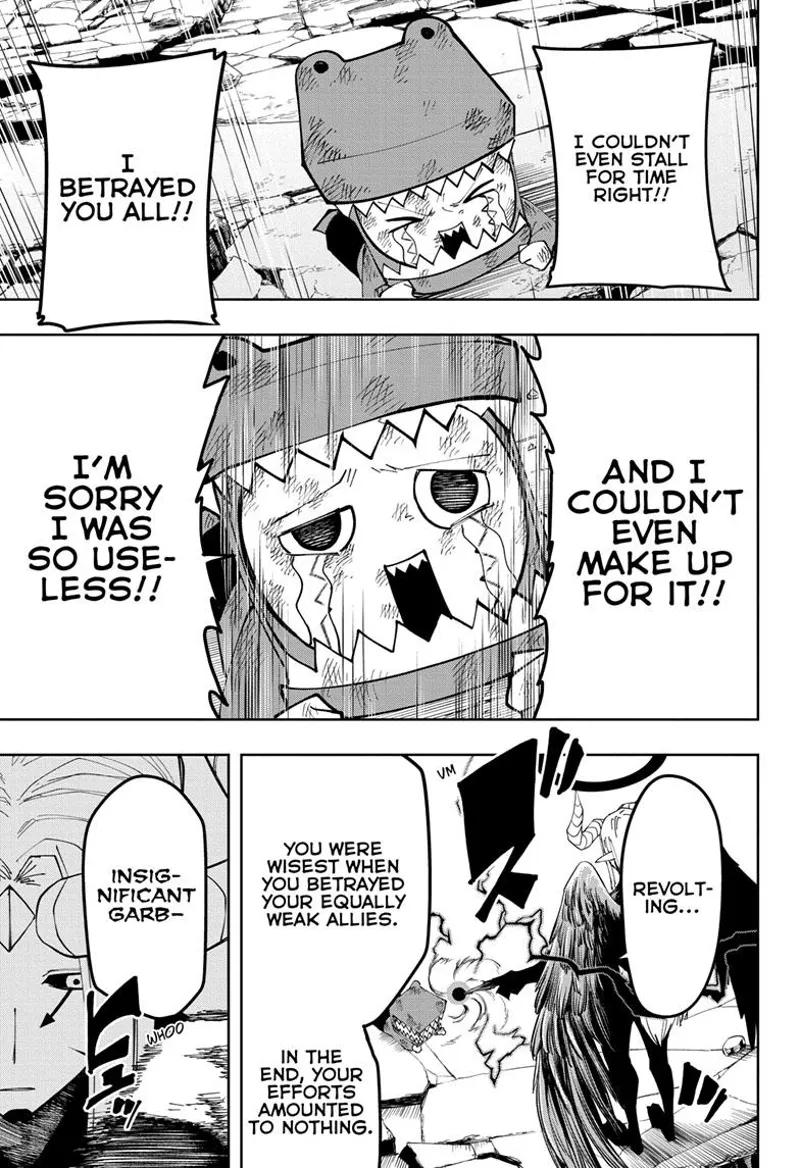 I COULDN'T
EVEN STALL
FOR TIME
RIGHT!!
I
BETRAYED
YOU ALL!!
AND I
COULDN'T
EVEN
MAKE UP
FOR IT!!
I'M
SORRY
I WAS
SO USE-
LESS!!
REVOLT-
ING...
VM
YOU WERE
WISEST WHEN
YOU BETRAYED
YOUR EQUALLY
WEAK ALLIES.
IN THE
END, YOUR
EFFORTS
AMOUNTED
TO NOTHING.
INSIG-
NIFICANT
GARB-
WHOO